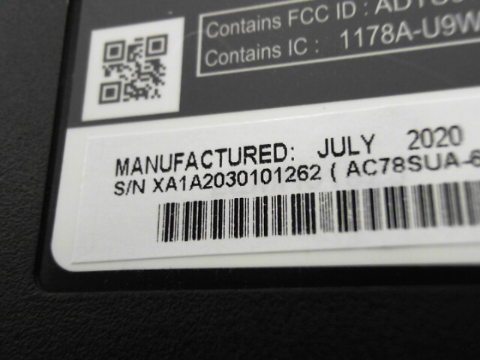 Contains FCC ID :
Contains IC : 1178A-U9W
MANUFACTURED: JULY 2020
S/N XA1A2030101262 ( AC78SUA-